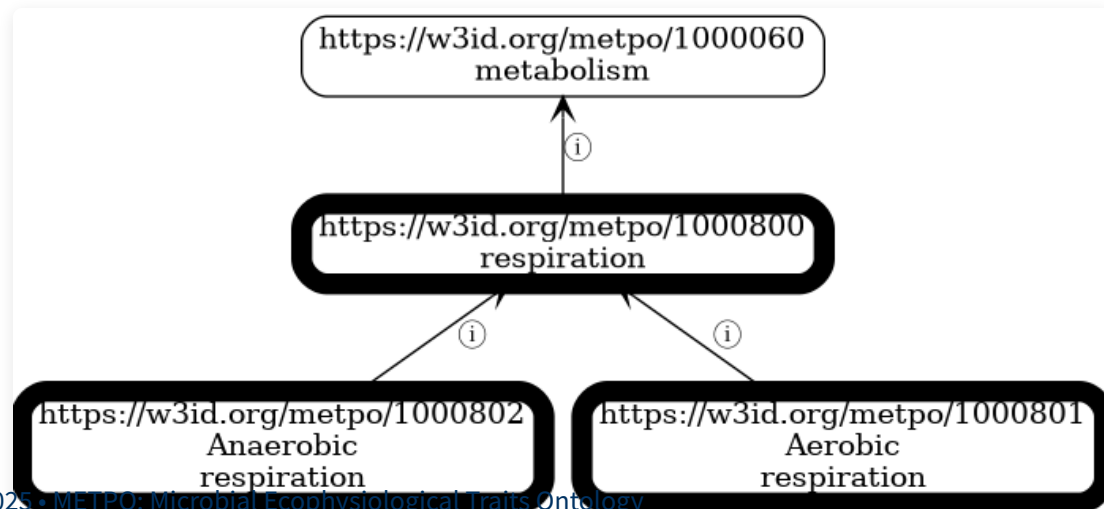 https://w3id.org/metpo/1000060
metabolism
i
https://w3id.org/metpo/1000800
respiration
i
i
https://w3id.org/metpo/1000802
Anaerobic
respiration
https://w3id.org/metpo/1000801
Aerobic
respiration
025 • METPO: Microbial Ecophysiological Traits Ontology